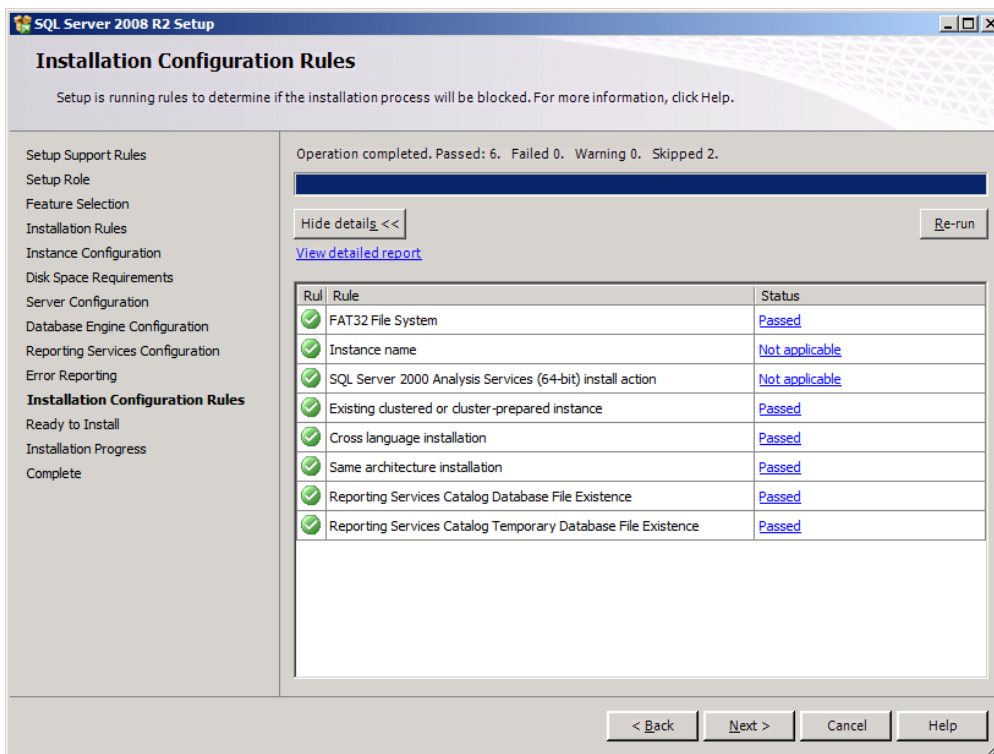 SQL Server 2008 R2 Setup
Installation Configuration Rules
Setup is running rules to determine if the installation process will be blocked. For more information, click Help.
Setup Support Rules
Setup Role
Feature Selection
Installation Rules
Instance Configuration
Disk Space Requirements
Server Configuration
Database Engine Configuration
Reporting Services Configuration
Error Reporting
Installation Configuration Rules
Ready to Install
Installation Progress
Complete
Operation completed. Passed: 6. Failed 0. Warning 0. Skipped 2.
Hide details <<
Re-run
View detailed report
Rul Rule Status
FAT32 File System Passed
Instance name Not applicable
SQL Server 2000 Analysis Services (64-bit) install action Not applicable
Existing clustered or cluster-prepared instance Passed
Cross language installation Passed
Same architecture installation Passed
Reporting Services Catalog Database File Existence Passed
Reporting Services Catalog Temporary Database File Existence Passed
< Back Next > Cancel Help